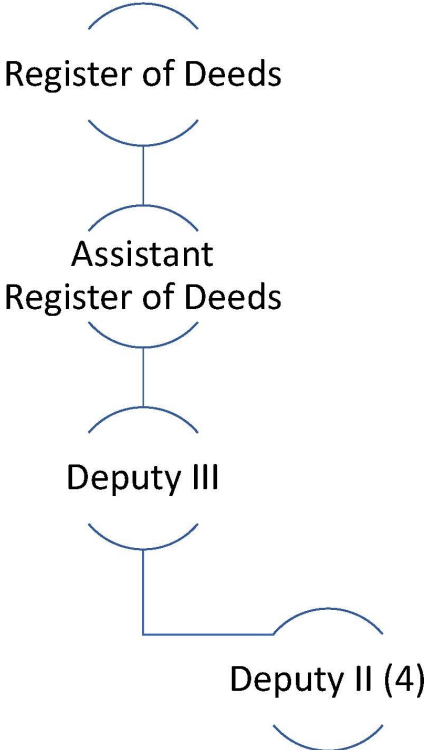 Register of Deeds
Assistant
Register of Deeds
Deputy III
Deputy II (4)